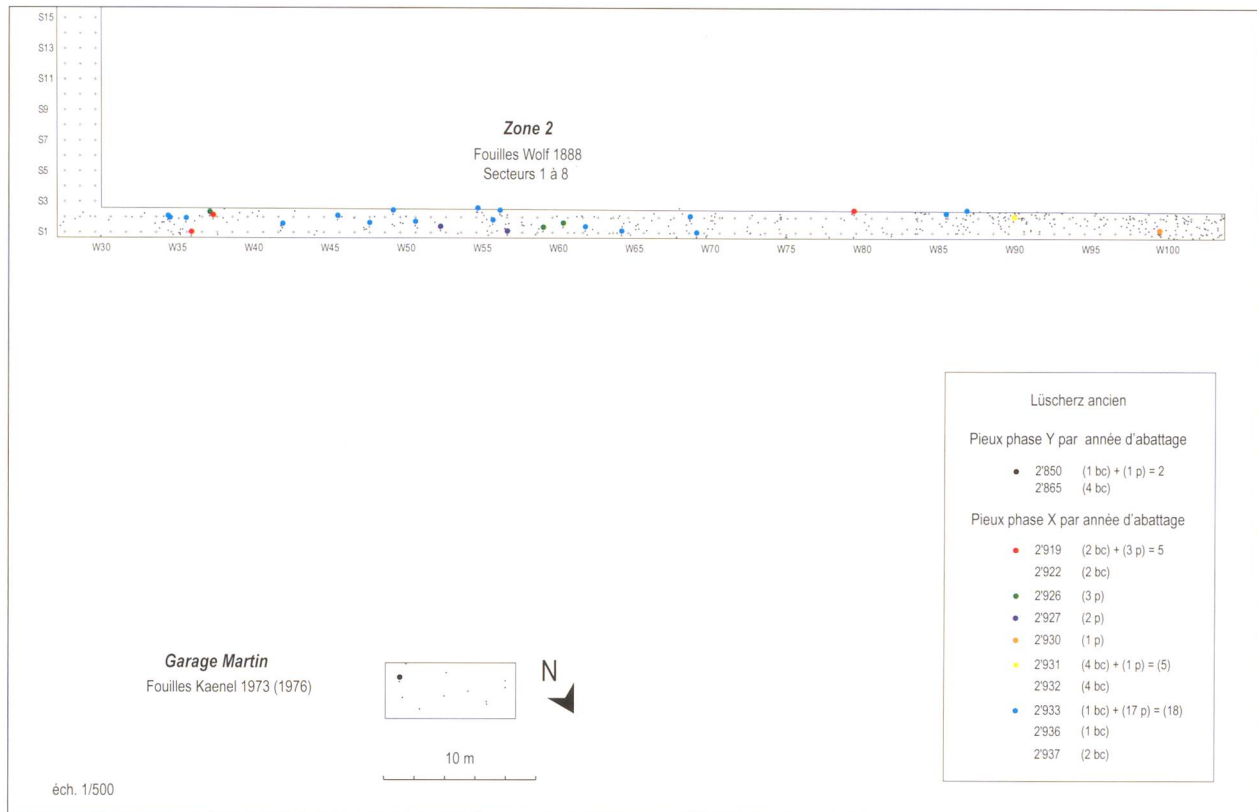 S15
S13
S11
S9
S7
S5
S3
S1
Zone 2
Fouilles Wolf 1888
Secteurs 1 à 8
W30 W35 W40 W45 W50 W55 W60 W65 W70 W75 W80 W85 W90 W95 W100
Lüscherz ancien
Pieux phase Y par année d'abattage
2'850 (1 bc) + (1 p) = 2
2'865 (4 bc)
Pieux phase X par année d'abattage
2'919 (2 bc) + (3 p) = 5
2'922 (2 bc)
2'926 (3 p)
2'927 (2 p)
2'930 (1 p)
2'931 (4 bc) + (1 p) = (5)
2'932 (4 bc)
2'933 (1 bc) + (17 p) = (18)
2'936 (1 bc)
2'937 (2 bc)
Garage Martin
Fouilles Kaenel 1973 (1976)
N
10 m
éch. 1/500